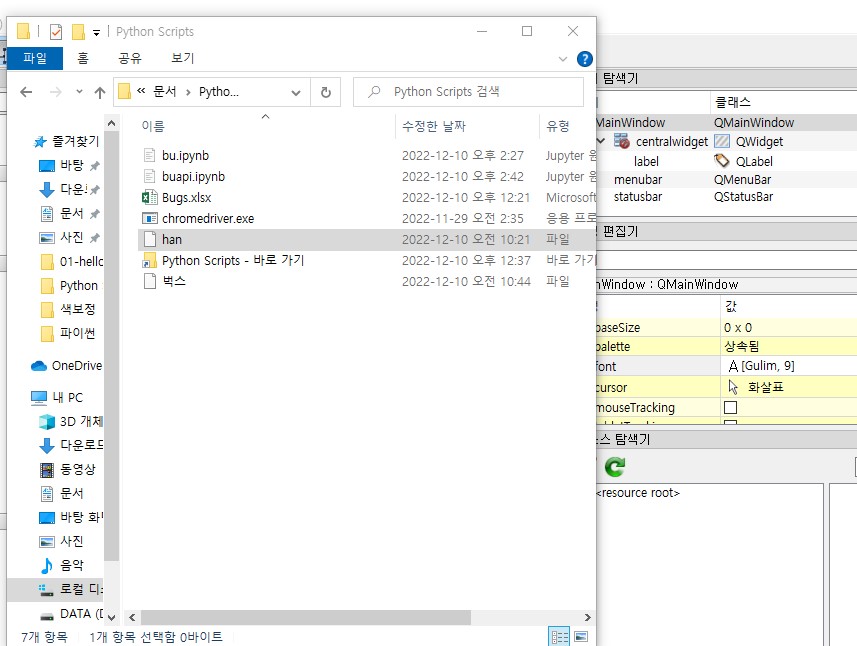 Python Scripts
파일 홈 공유 보기
« 문서 › Pytho... Python Scripts 검색
이름 수정한 날짜 유형
즐겨찾기
바탕
다운
문서
사진
01-hello
Python
색보정
파이썬
OneDrive
내 PC
3D 개체
다운로드
동영상
문서
바탕 화면
사진
음악
로컬 디
DATA (D
bu.ipynb 2022-12-10 오후 2:27 Jupyter 원
buapi.ipynb 2022-12-10 오후 2:42 Jupyter 원
Bugs.xlsx 2022-12-10 오후 12:21 Microsoft
chromedriver.exe 2022-11-29 오전 2:35 응용 프로
han 2022-12-10 오전 10:21 파일
Python Scripts - 바로 가기 2022-12-10 오후 12:37 바로 가기
벅스 2022-12-10 오전 10:44 파일
7개 항목 1개 항목 선택함 0바이트
탐색기
클래스
MainWindow QMainWindow
centralwidget QWidget
label QLabel
menubar QMenuBar
statusbar QStatusBar
편집기
nWindow : QMainWindow
값
baseSize 0 x 0
palette 상속됨
font A [Gulim, 9]
cursor 화살표
mouseTracking
소스 탐색기
<resource root>